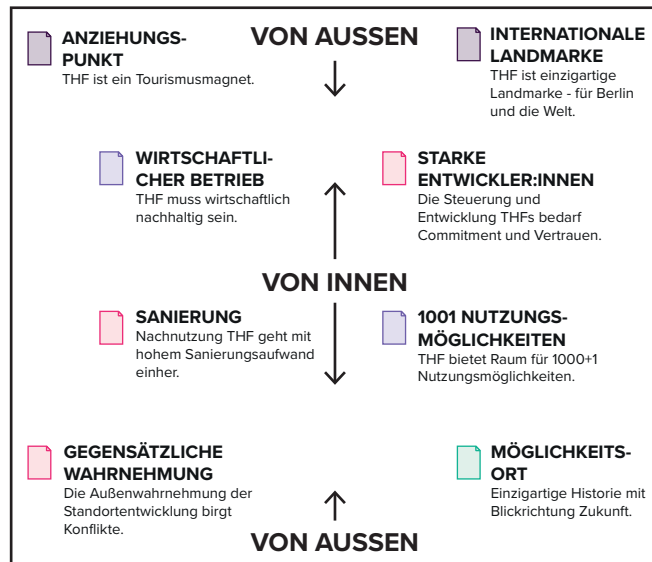 VON AUSSEN
ANZIEHUNGS-
PUNKT
THF ist ein Tourismusmagnet.
INTERNATIONALE
LANDMARKE
THF ist einzigartige
Landmarke - für Berlin
und die Welt.
WIRTSCHAFTLI-
CHER BETRIEB
THF muss wirtschaftlich
nachhaltig sein.
STARKE
ENTWICKLER:INNEN
Die Steuerung und
Entwicklung THFs bedarf
Commitment und Vertrauen.
VON INNEN
SANIERUNG
Nachnutzung THF geht mit
hohem Sanierungsaufwand
einher.
1001 NUTZUNGS-
MÖGLICHKEITEN
THF bietet Raum für 1000+1
Nutzungsmöglichkeiten.
GEGENSÄTZLICHE
WAHRNEHMUNG
Die Außenwahrnehmung der
Standortentwicklung birgt
Konflikte.
MÖGLICHKEITS-
ORT
Einzigartige Historie mit
Blickrichtung Zukunft.
VON AUSSEN